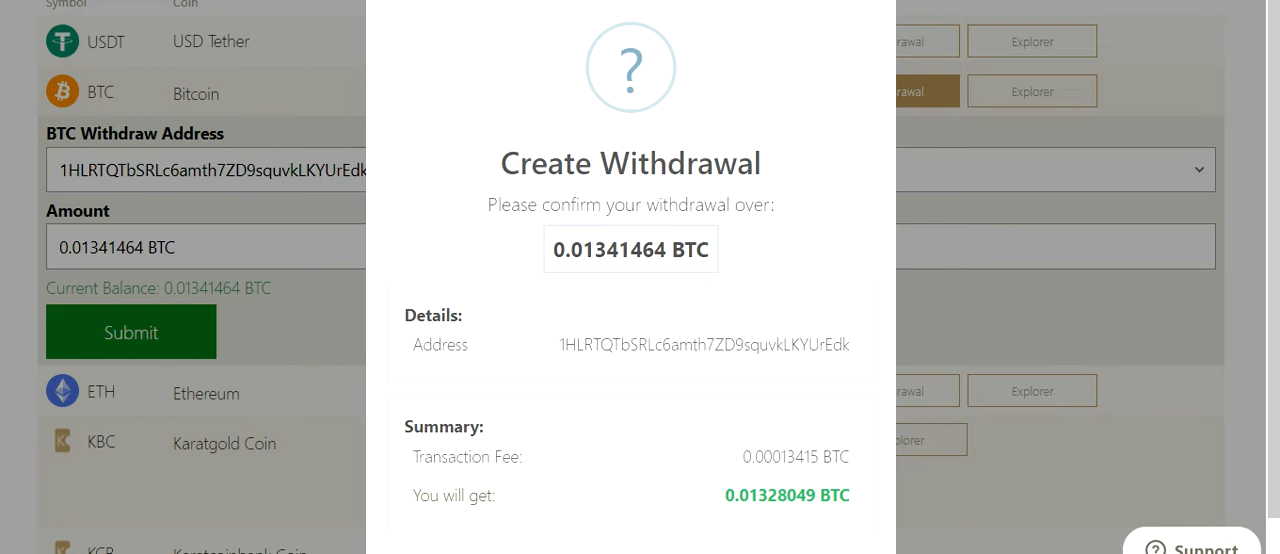 Symbol Coin
USDT USD Tether rawal Explorer
BTC Bitcoin rawal Explorer
BTC Withdraw Address
1HLRTQTbSRLc6amth7ZD9squvkLKYUrEdk
Amount
0.01341464 BTC
Current Balance: 0.01341464 BTC
Submit
ETH Ethereum rawal Explorer
KBC Karatgold Coin plorer
KCB Karatcoinbank Coin
?
Create Withdrawal
Please confirm your withdrawal over:
0.01341464 BTC
Details:
Address 1HLRTQTbSRLc6amth7ZD9squvkLKYUrEdk
Summary:
Transaction Fee: 0.00013415 BTC
You will get: 0.01328049 BTC
? Support